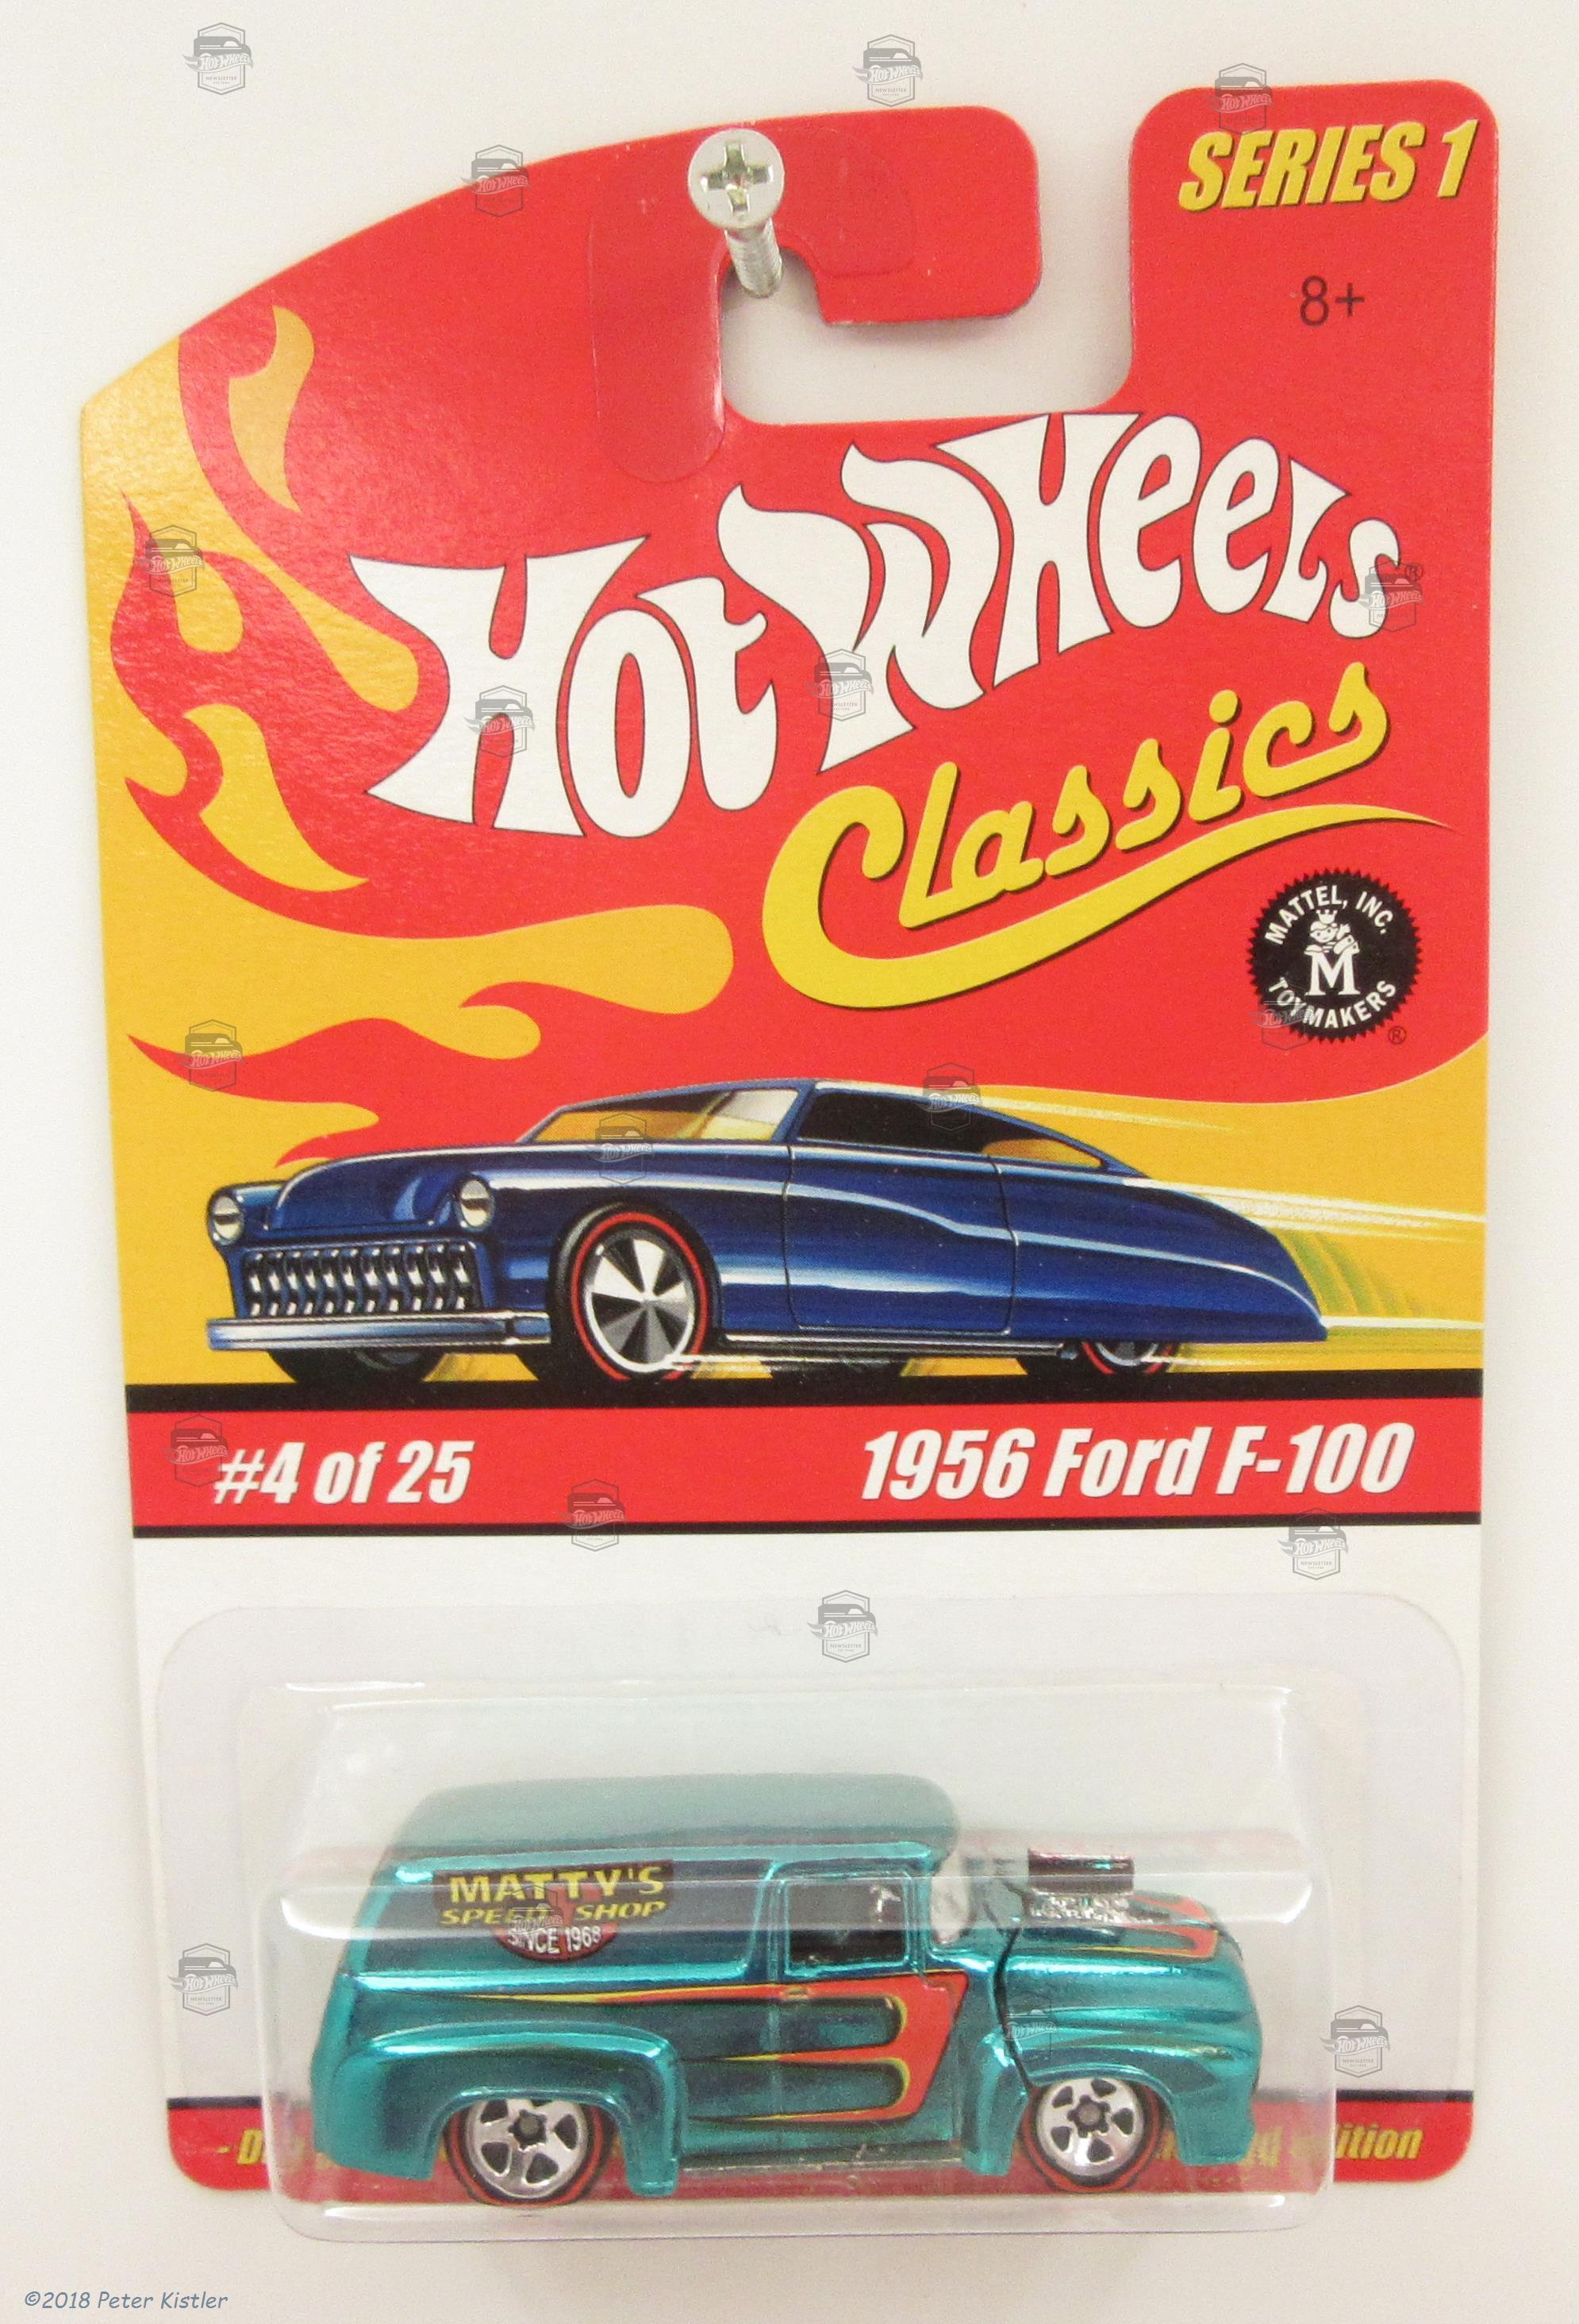 SERIES 1
8+
Hot Wheels®
Classics
MATTEL, INC.
M
TOYMAKERS
®
#4 of 25
1956 Ford F-100
MATTY'S
SPEED SHOP
SINCE 1968
©2018 Peter Kistler